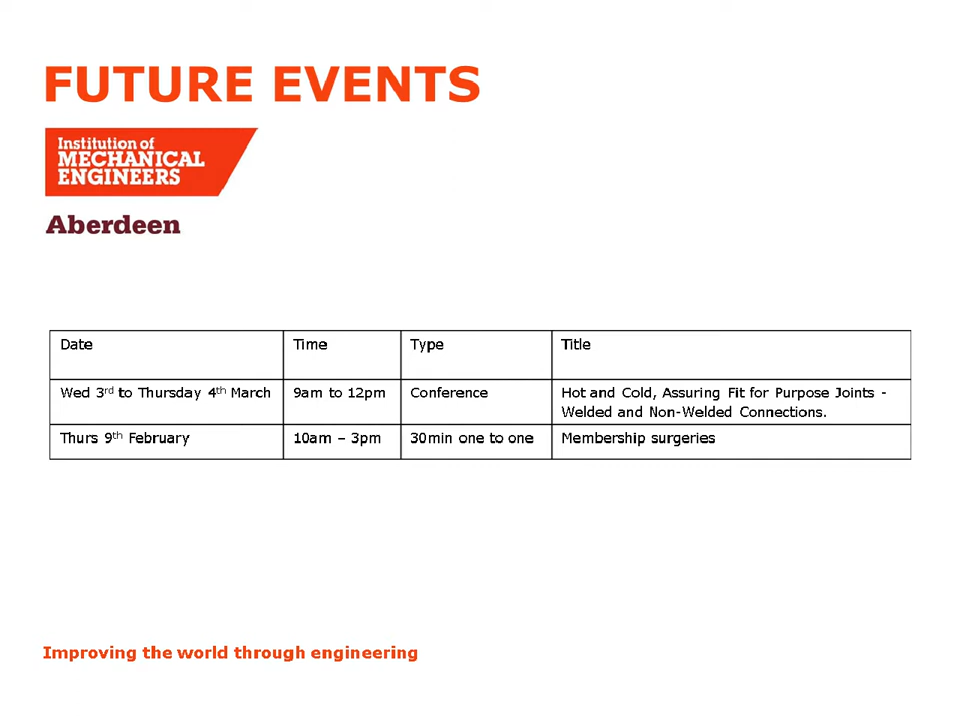 FUTURE EVENTS
Institution of
MECHANICAL
ENGINEERS
Aberdeen
Date Time Type Title
Wed 3rd to Thursday 4th March 9am to 12pm Conference Hot and Cold, Assuring Fit for Purpose Joints -
Welded and Non-Welded Connections.
Thurs 9th February 10am – 3pm 30min one to one Membership surgeries
Improving the world through engineering